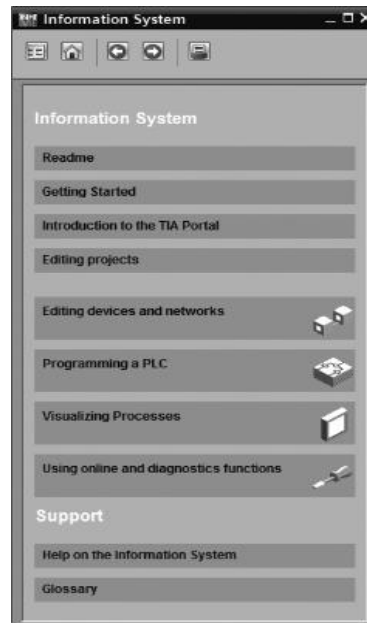 Information System
Information System
Readme
Getting Started
Introduction to the TIA Portal
Editing projects
Editing devices and networks
Programming a PLC
Visualizing Processes
Using online and diagnostics functions
Support
Help on the Information System
Glossary